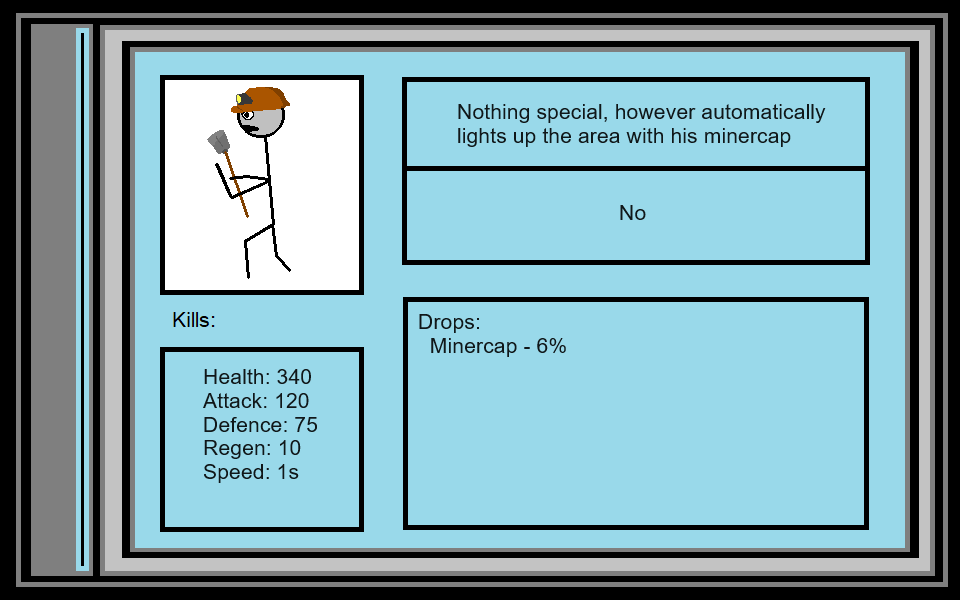 Nothing special, however automatically
lights up the area with his minercap
No
Kills:
Drops:
Minercap - 6%
Health: 340
Attack: 120
Defence: 75
Regen: 10
Speed: 1s